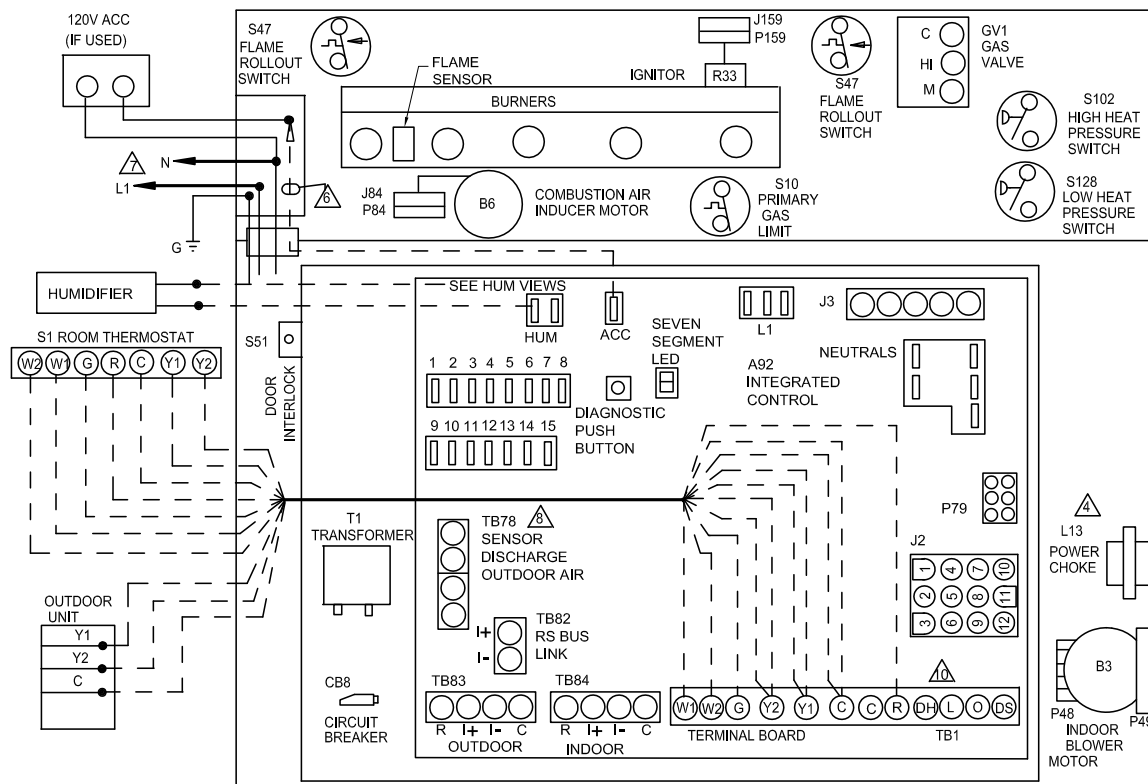 120V ACC
(IF USED)
S47
FLAME
ROLLOUT
SWITCH
FLAME
SENSOR
BURNERS
IGNITOR
R33
J159
P159
S47
FLAME
ROLLOUT
SWITCH
C
HI
M
GV1
GAS
VALVE
S102
HIGH HEAT
PRESSURE
SWITCH
S128
LOW HEAT
PRESSURE
SWITCH
7
N
L1
G
6
J84
P84
B6
COMBUSTION AIR
INDUCER MOTOR
S10
PRIMARY
GAS
LIMIT
HUMIDIFIER
S1 ROOM THERMOSTAT
W2 W1 G R C Y1 Y2
S51
DOOR
INTERLOCK
SEE HUM VIEWS
HUM
ACC
SEVEN
SEGMENT
LED
L1
J3
NEUTRALS
A92
INTEGRATED
CONTROL
1 2 3 4 5 6 7 8
9 10 11 12 13 14 15
DIAGNOSTIC
PUSH
BUTTON
T1
TRANSFORMER
8
TB78
SENSOR
DISCHARGE
OUTDOOR AIR
P79
4
L13
POWER
CHOKE
J2
1 4 7 10
2 5 8 11
3 6 9 12
OUTDOOR
UNIT
Y1
Y2
C
I+
I-
TB82
RS BUS
LINK
CB8
CIRCUIT
BREAKER
TB83
R I+ I- C
OUTDOOR
TB84
R I+ I- C
INDOOR
10
W1 W2 G Y2 Y1 C C R DH L O DS
TERMINAL BOARD
TB1
B3
P48
P49
INDOOR
BLOWER
MOTOR